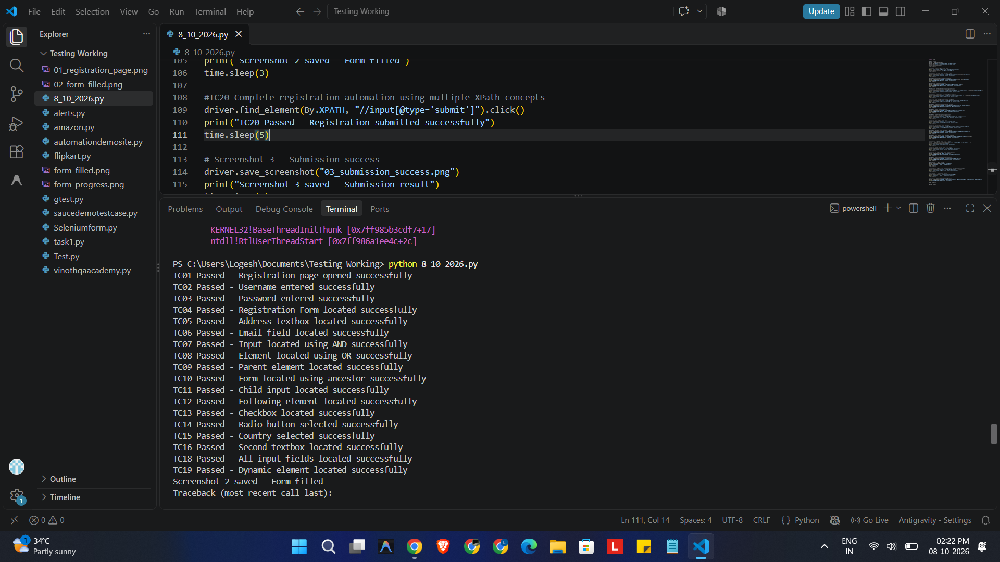 File Edit Selection View Go Run Terminal Help
Testing Working
Update
Explorer
Testing Working
01_registration_page.png
02_form_filled.png
8_10_2026.py
alerts.py
amazon.py
automationdemosite.py
flipkart.py
form_filled.png
form_progress.png
gtest.py
saucedemotestcase.py
Seleniumform.py
task1.py
Test.py
vinothqaacademy.py
Outline
Timeline
8_10_2026.py
8_10_2026.py
105 print("Screenshot 2 saved - Form filled")
106 time.sleep(3)
107
108 #TC20 Complete registration automation using multiple XPath concepts
109 driver.find_element(By.XPATH, "//input[@type='submit']").click()
110 print("TC20 Passed - Registration submitted successfully")
111 time.sleep(5)
112
113 # Screenshot 3 - Submission success
114 driver.save_screenshot("03_submission_success.png")
115 print("Screenshot 3 saved - Submission result")
Problems Output Debug Console Terminal Ports
powershell
KERNEL32!BaseThreadInitThunk [0x7ff985b3cdf7+17]
ntdll!RtlUserThreadStart [0x7ff986a1ee4c+2c]
PS C:\Users\Logesh\Documents\Testing Working> python 8_10_2026.py
TC01 Passed - Registration page opened successfully
TC02 Passed - Username entered successfully
TC03 Passed - Password entered successfully
TC04 Passed - Registration Form located successfully
TC05 Passed - Address textbox located successfully
TC06 Passed - Email field located successfully
TC07 Passed - Input located using AND successfully
TC08 Passed - Element located using OR successfully
TC09 Passed - Parent element located successfully
TC10 Passed - Form located using ancestor successfully
TC11 Passed - Child input located successfully
TC12 Passed - Following element located successfully
TC13 Passed - Checkbox located successfully
TC14 Passed - Radio button selected successfully
TC15 Passed - Country selected successfully
TC16 Passed - Second textbox located successfully
TC18 Passed - All input fields located successfully
TC19 Passed - Dynamic element located successfully
Screenshot 2 saved - Form filled
Traceback (most recent call last):
1
0 0
Ln 111, Col 14 Spaces: 4 UTF-8 CRLF { } Python Go Live Antigravity - Settings
1
34°C
Partly sunny
L
L
ENG
IN
02:22 PM
08-10-2026